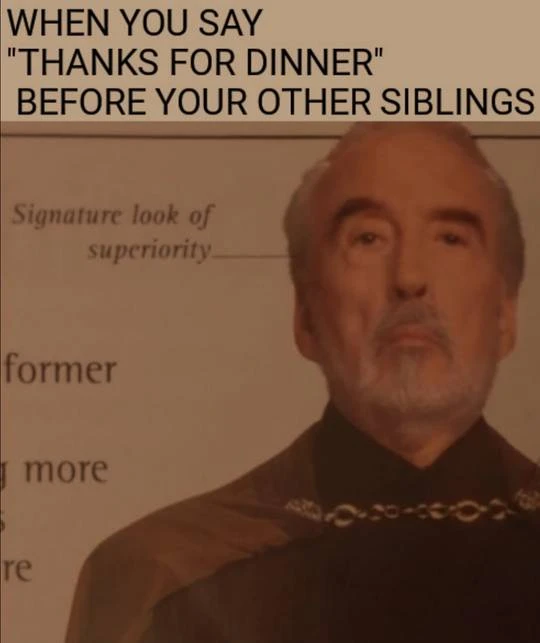 WHEN YOU SAY
"THANKS FOR DINNER"
BEFORE YOUR OTHER SIBLINGS
Signature look of
superiority
former
more
re